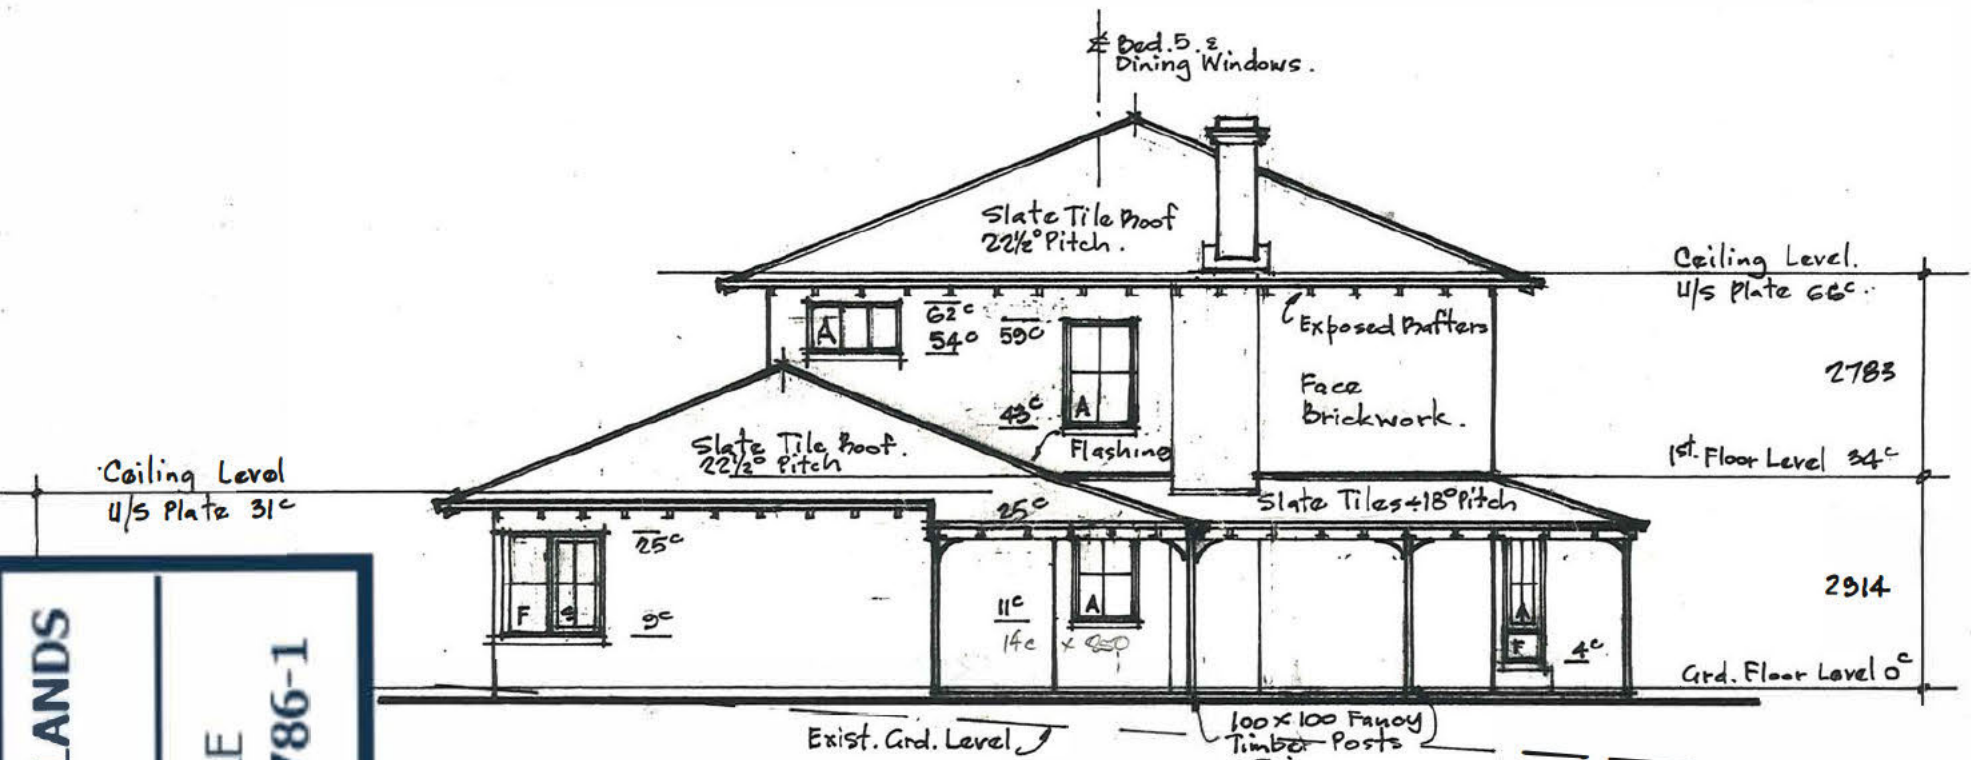 ℄ Bed.5. &
Dining Windows.
Slate Tile Roof
22½° Pitch.
Ceiling Level.
U/S Plate 66c.
62c
54c
59c
A
Exposed Rafters
2783
Face
Brickwork.
43c
A
Flashing
Slate Tile Roof.
22½° Pitch
1st. Floor Level 34c
Ceiling Level
U/S Plate 31c
25c
Slate Tiles 18° Pitch
25c
F S
9c
11c
14c x
A
A
F
4c
2914
Grd. Floor Level 0c
Exist. Grd. Level
100 x 100 Fancy
Timber Posts
LANDS
E
786-1